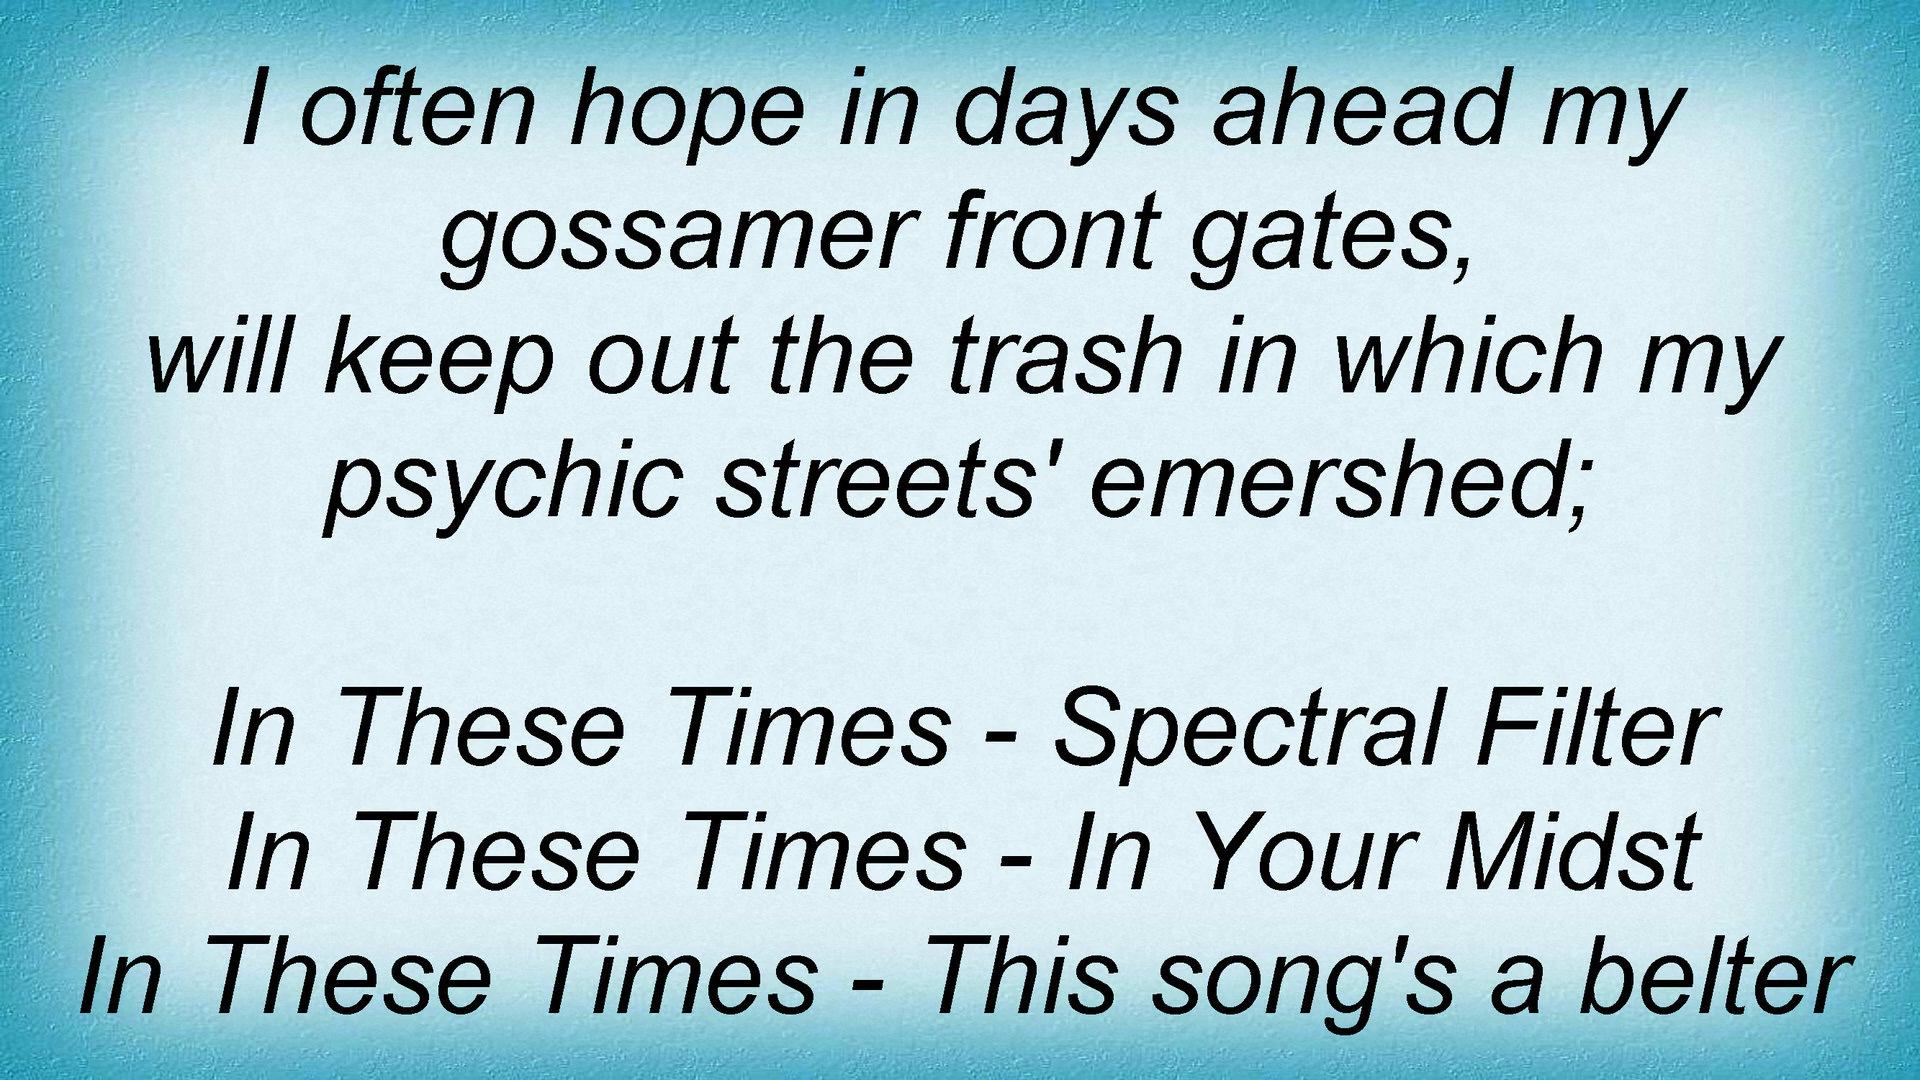 I often hope in days ahead my
gossamer front gates,
will keep out the trash in which my
psychic streets' emershed;
In These Times - Spectral Filter
In These Times - In Your Midst
In These Times - This song's a belter